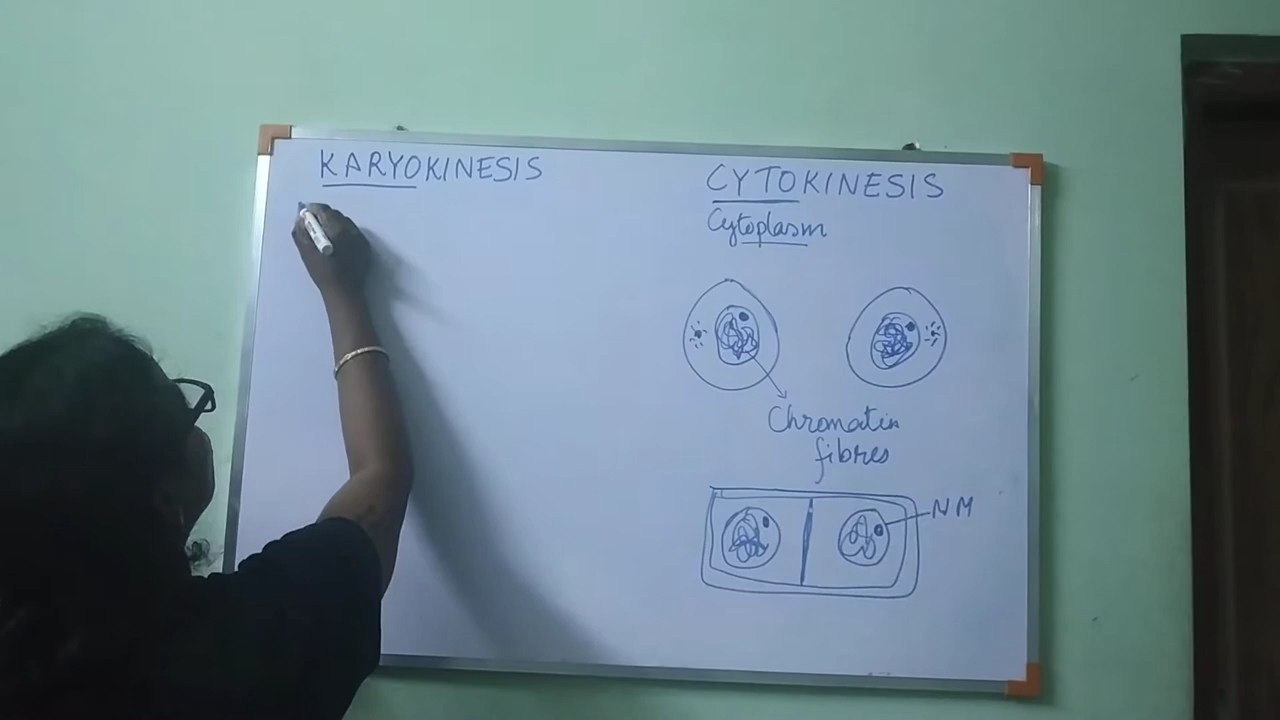 KARYOKINESIS
CYTOKINESIS
Cytoplasm
Chromatin
fibres
NM